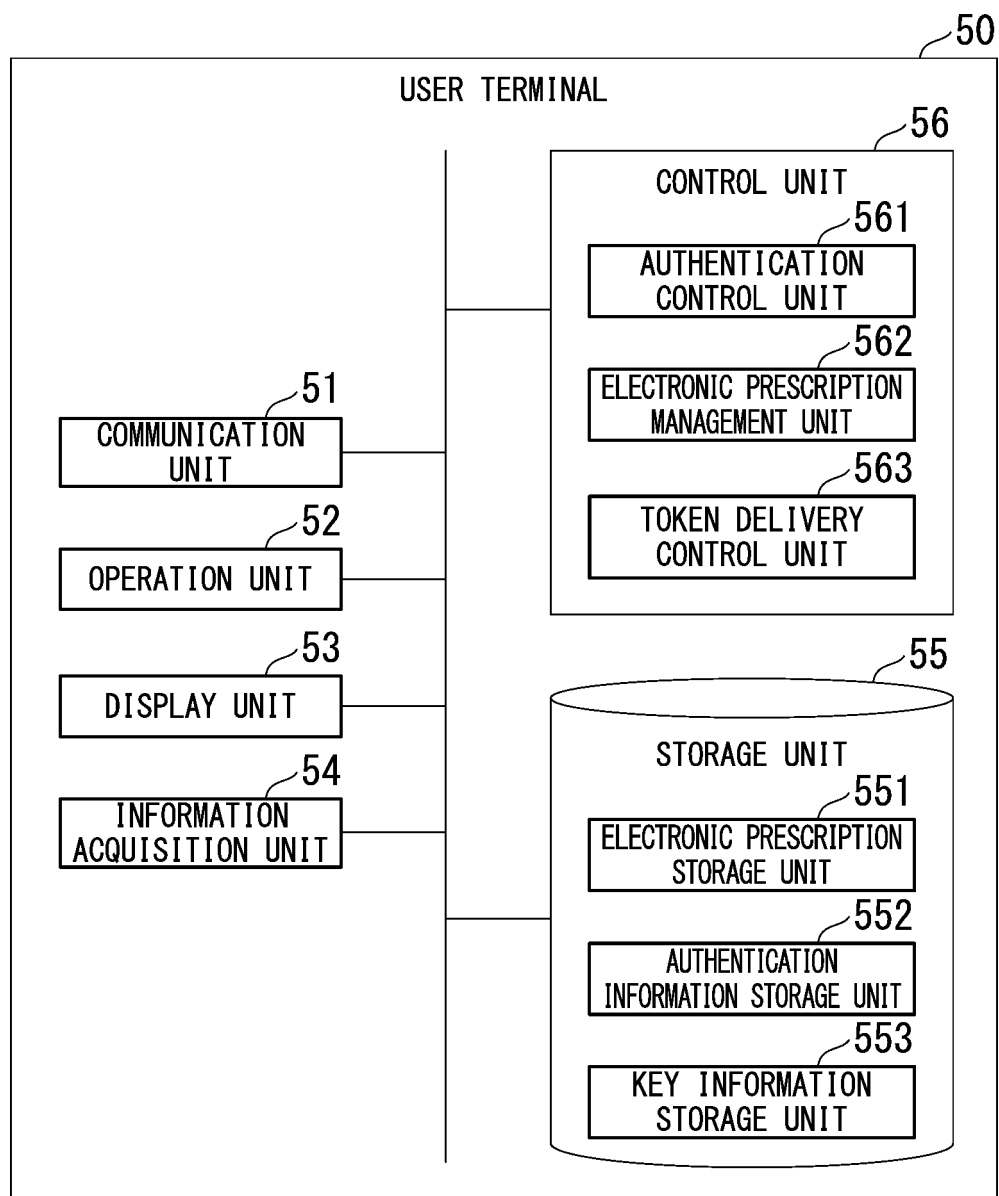 50
USER TERMINAL
56
CONTROL UNIT
561
AUTHENTICATION
CONTROL UNIT
562
ELECTRONIC PRESCRIPTION
MANAGEMENT UNIT
563
TOKEN DELIVERY
CONTROL UNIT
51
COMMUNICATION
UNIT
52
OPERATION UNIT
53
DISPLAY UNIT
54
INFORMATION
ACQUISITION UNIT
55
STORAGE UNIT
551
ELECTRONIC PRESCRIPTION
STORAGE UNIT
552
AUTHENTICATION
INFORMATION STORAGE UNIT
553
KEY INFORMATION
STORAGE UNIT